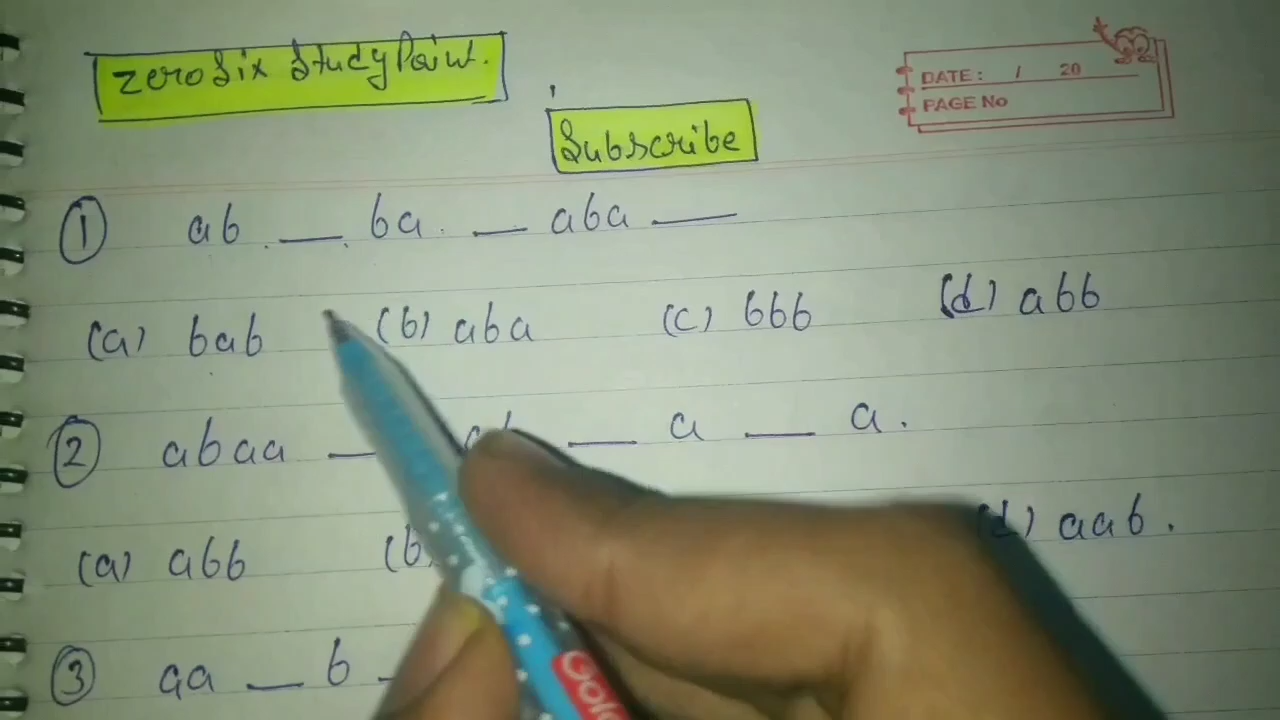 zeroSix StudyPoint.
DATE: / 20
PAGE No
Subscribe
① ab __ ba __ aba __
(a) bab (b) aba (c) bbb (d) abb
② abaa __ __ a __ a.
(a) abb (b) (d) aab.
③ aa __ b